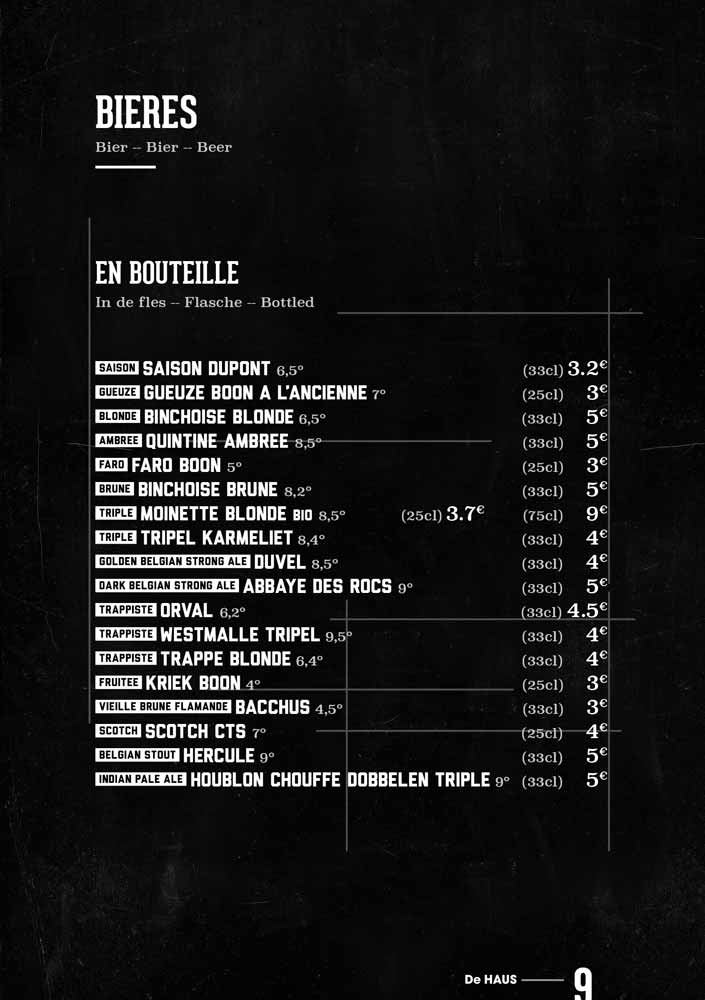 BIERES
Bier -- Bier -- Beer
EN BOUTEILLE
In de fles -- Flasche -- Bottled
SAISON SAISON DUPONT 6,5° (33cl) 3.2€
GUEUZE GUEUZE BOON A L'ANCIENNE 7° (25cl) 3€
BLONDE BINCHOISE BLONDE 6,5° (33cl) 5€
AMBREE QUINTINE AMBREE 8,5° (33cl) 5€
FARO FARO BOON 5° (25cl) 3€
BRUNE BINCHOISE BRUNE 8,2° (33cl) 5€
TRIPLE MOINETTE BLONDE BIO 8,5° (25cl) 3.7€ (75cl) 9€
TRIPLE TRIPEL KARMELIET 8,4° (33cl) 4€
GOLDEN BELGIAN STRONG ALE DUVEL 8,5° (33cl) 4€
DARK BELGIAN STRONG ALE ABBAYE DES ROCS 9° (33cl) 5€
TRAPPISTE ORVAL 6,2° (33cl) 4.5€
TRAPPISTE WESTMALLE TRIPEL 9,5° (33cl) 4€
TRAPPISTE TRAPPE BLONDE 6,4° (33cl) 4€
FRUITEE KRIEK BOON 4° (25cl) 3€
VIEILLE BRUNE FLAMANDE BACCHUS 4,5° (33cl) 3€
SCOTCH SCOTCH CTS 7° (25cl) 4€
BELGIAN STOUT HERCULE 9° (33cl) 5€
INDIAN PALE ALE HOUBLON CHOUFFE DOBBELEN TRIPLE 9° (33cl) 5€
De HAUS 9